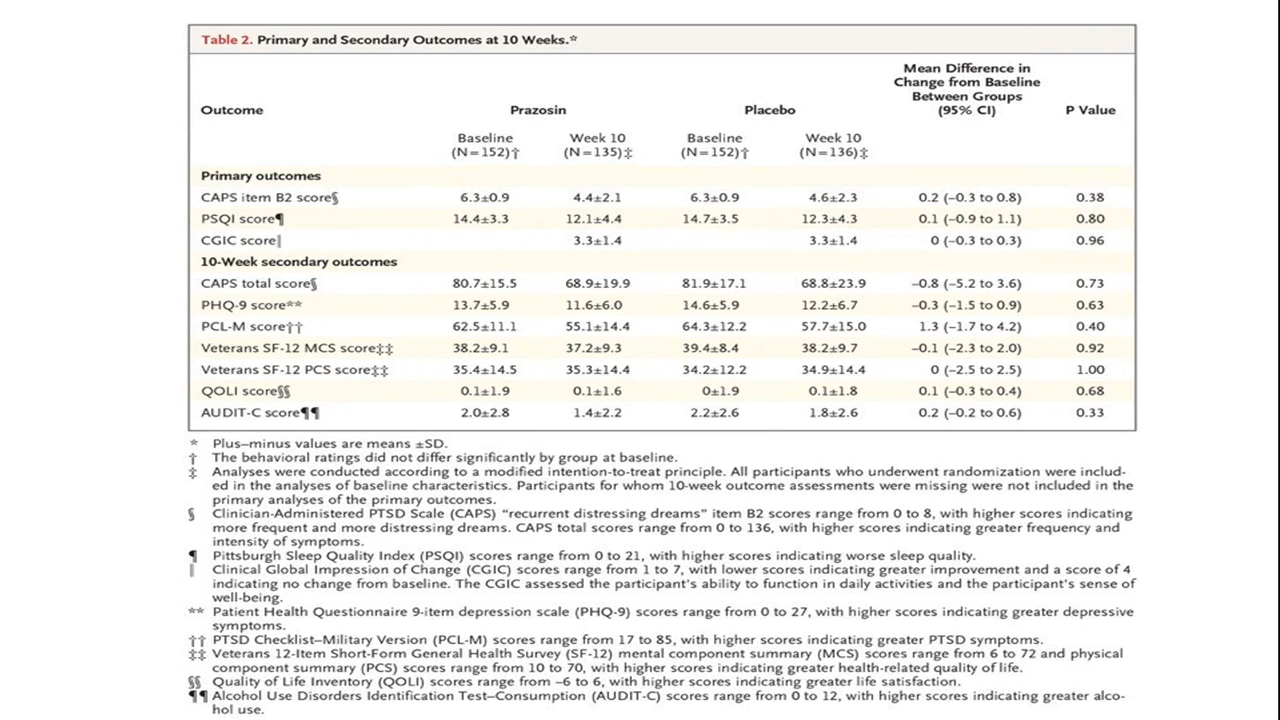 Table 2. Primary and Secondary Outcomes at 10 Weeks.*
Outcome Prazosin Placebo Mean Difference in Change from Baseline Between Groups (95% CI) P Value
Baseline (N=152)† Week 10 (N=135)‡ Baseline (N=152)† Week 10 (N=136)‡
Primary outcomes
CAPS item B2 score§ 6.3±0.9 4.4±2.1 6.3±0.9 4.6±2.3 0.2 (–0.3 to 0.8) 0.38
PSQI score¶ 14.4±3.3 12.1±4.4 14.7±3.5 12.3±4.3 0.1 (–0.9 to 1.1) 0.80
CGIC score‖ 3.3±1.4 3.3±1.4 0 (–0.3 to 0.3) 0.96
10-Week secondary outcomes
CAPS total score§ 80.7±15.5 68.9±19.9 81.9±17.1 68.8±23.9 –0.8 (–5.2 to 3.6) 0.73
PHQ-9 score** 13.7±5.9 11.6±6.0 14.6±5.9 12.2±6.7 –0.3 (–1.5 to 0.9) 0.63
PCL-M score†† 62.5±11.1 55.1±14.4 64.3±12.2 57.7±15.0 1.3 (–1.7 to 4.2) 0.40
Veterans SF-12 MCS score‡‡ 38.2±9.1 37.2±9.3 39.4±8.4 38.2±9.7 –0.1 (–2.3 to 2.0) 0.92
Veterans SF-12 PCS score‡‡ 35.4±14.5 35.3±14.4 34.2±12.2 34.9±14.4 0 (–2.5 to 2.5) 1.00
QOLI score§§ 0.1±1.9 0.1±1.6 0±1.9 0.1±1.8 0.1 (–0.3 to 0.4) 0.68
AUDIT-C score¶¶ 2.0±2.8 1.4±2.2 2.2±2.6 1.8±2.6 0.2 (–0.2 to 0.6) 0.33
* Plus–minus values are means ±SD.
† The behavioral ratings did not differ significantly by group at baseline.
‡ Analyses were conducted according to a modified intention-to-treat principle. All participants who underwent randomization were includ-
ed in the analyses of baseline characteristics. Participants for whom 10-week outcome assessments were missing were not included in the
primary analyses of the primary outcomes.
§ Clinician-Administered PTSD Scale (CAPS) “recurrent distressing dreams” item B2 scores range from 0 to 8, with higher scores indicating
more frequent and more distressing dreams. CAPS total scores range from 0 to 136, with higher scores indicating greater frequency and
intensity of symptoms.
¶ Pittsburgh Sleep Quality Index (PSQI) scores range from 0 to 21, with higher scores indicating worse sleep quality.
‖ Clinical Global Impression of Change (CGIC) scores range from 1 to 7, with lower scores indicating greater improvement and a score of 4
indicating no change from baseline. The CGIC assessed the participant’s ability to function in daily activities and the participant’s sense of
well-being.
** Patient Health Questionnaire 9-item depression scale (PHQ-9) scores range from 0 to 27, with higher scores indicating greater depressive
symptoms.
†† PTSD Checklist–Military Version (PCL-M) scores range from 17 to 85, with higher scores indicating greater PTSD symptoms.
‡‡ Veterans 12-Item Short-Form General Health Survey (SF-12) mental component summary (MCS) scores range from 6 to 72 and physical
component summary (PCS) scores range from 10 to 70, with higher scores indicating greater health-related quality of life.
§§ Quality of Life Inventory (QOLI) scores range from –6 to 6, with higher scores indicating greater life satisfaction.
¶¶ Alcohol Use Disorders Identification Test–Consumption (AUDIT-C) scores range from 0 to 12, with higher scores indicating greater alco-
hol use.